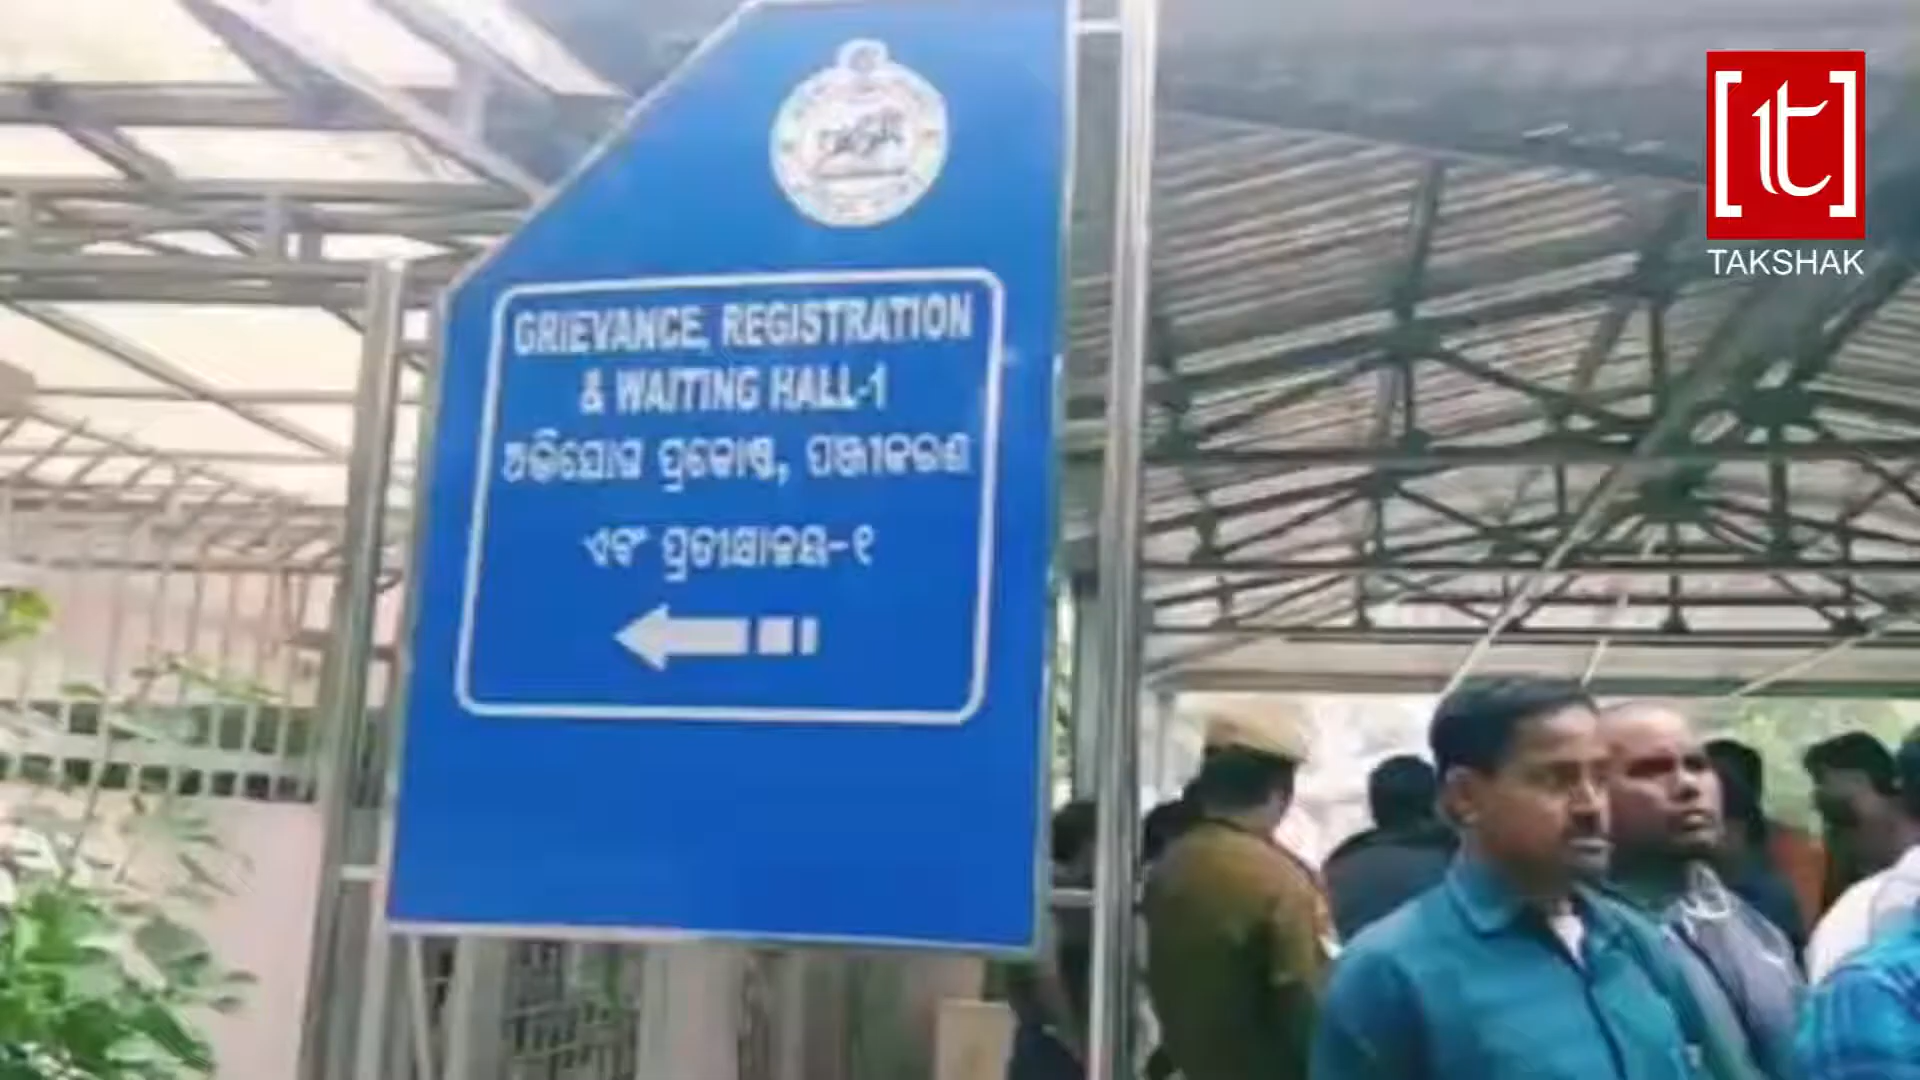 [t]
TAKSHAK
GRIEVANCE, REGISTRATION
& WAITING HALL-1
ଅଭିଯୋଗ ପ୍ରକୋଷ୍ଠ, ପଞ୍ଜୀକରଣ
ଏବଂ ପ୍ରତୀକ୍ଷାଳୟ-୧